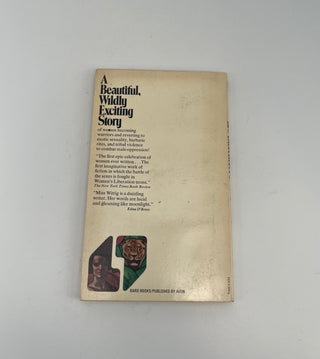 A
Beautiful,
Wildly
Exciting
Story
of women becoming
warriors and reverting to
exotic sexuality, barbaric
rites, and tribal violence
to combat male oppression!
"The first epic celebration of
women ever written . . . The
first imaginative work of
fiction in which the battle of
the sexes is fought in
Women's Liberation terms."
The New York Times Book Review
"Miss Wittig is a dazzling
writer. Her words are lucid
and gleaming like moonlight."
Edna O'Brien
BARD BOOKS/PUBLISHED BY AVON